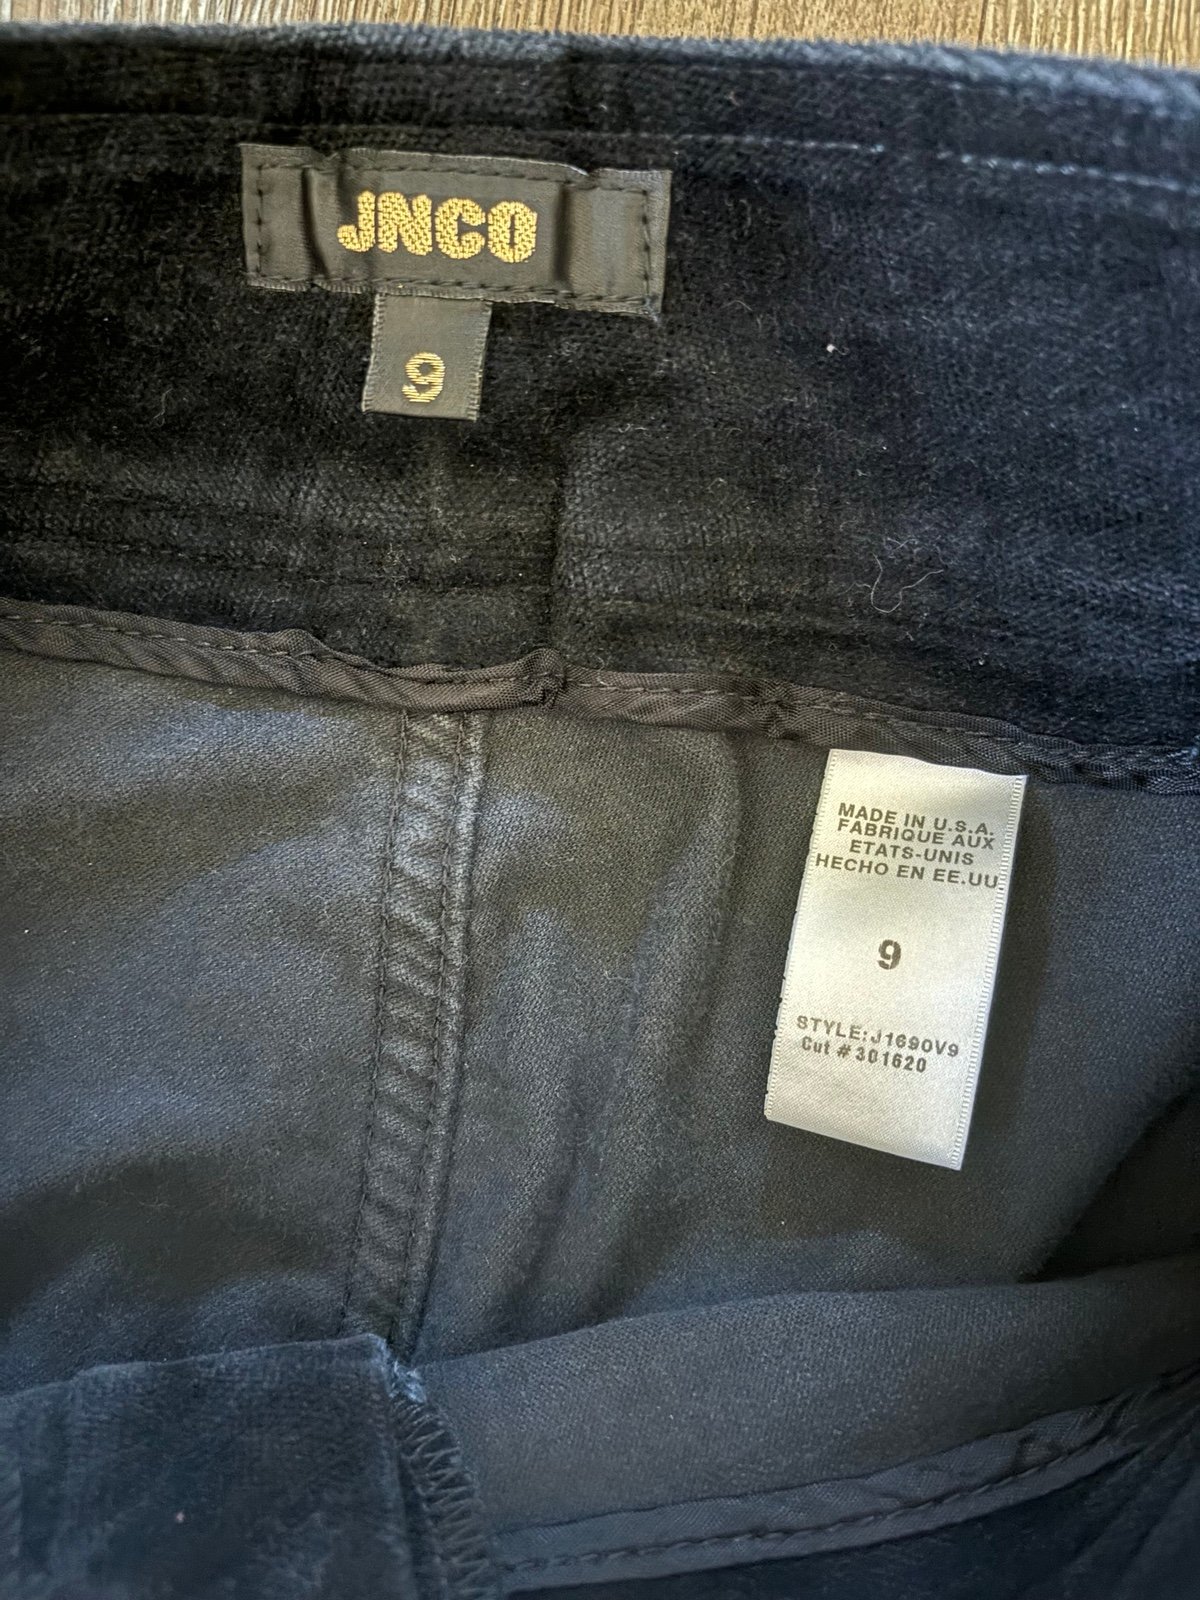 JNCO
9
MADE IN U.S.A.
FABRIQUE AUX
ETATS-UNIS
HECHO EN EE.UU.
9
STYLE: J1690V9
Cut # 301620